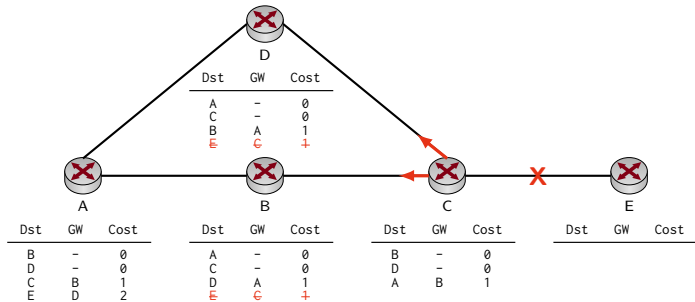 D
Dst GW Cost
A – 0
C – 0
B A 1
E C 1
X
A B C E
Dst GW Cost Dst GW Cost Dst GW Cost Dst GW Cost
B – 0 A – 0 B – 0
D – 0 C – 0 D – 0
C B 1 D A 1 A B 1
E D 2 E C 1